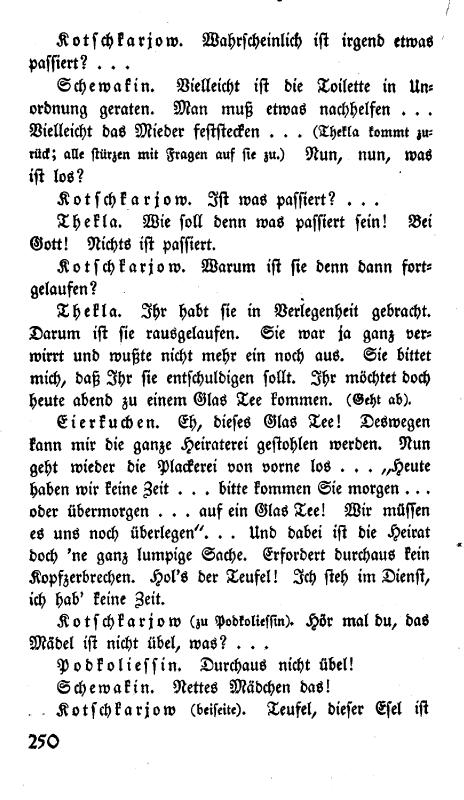 Kotschkarjow. Wahrscheinlich ist irgend etwas
passiert? . . .
Schewakin. Vielleicht ist die Toilette in Un-
ordnung geraten. Man muß etwas nachhelfen . . .
Vielleicht das Mieder feststecken . . . (Thekla kommt zu-
rück; alle stürzen mit Fragen auf sie zu.) Nun, nun, was
ist los?
Kotschkarjow. Ist was passiert? . . .
Thekla. Wie soll denn was passiert sein! Bei
Gott! Nichts ist passiert.
Kotschkarjow. Warum ist sie denn dann fort-
gelaufen?
Thekla. Ihr habt sie in Verlegenheit gebracht.
Darum ist sie rausgelaufen. Sie war ja ganz ver-
wirrt und wußte nicht mehr ein noch aus. Sie bittet
mich, daß Ihr sie entschuldigen sollt. Ihr möchtet doch
heute abend zu einem Glas Tee kommen. (Geht ab).
Eierkuchen. Eh, dieses Glas Tee! Deswegen
kann mir die ganze Heiraterei gestohlen werden. Nun
geht wieder die Plackerei von vorne los . . . „Heute
haben wir keine Zeit . . . bitte kommen Sie morgen . . .
oder übermorgen . . . auf ein Glas Tee! Wir müssen
es uns noch überlegen“. . . Und dabei ist die Heirat
doch 'ne ganz lumpige Sache. Erfordert durchaus kein
Kopfzerbrechen. Hol's der Teufel! Ich steh im Dienst,
ich hab' keine Zeit.
Kotschkarjow (zu Podkoliessin). Hör mal du, das
Mädel ist nicht übel, was? . . .
Podkoliessin. Durchaus nicht übel!
Schewakin. Nettes Mädchen das!
Kotschkarjow (beiseite). Teufel, dieser Esel ist
250